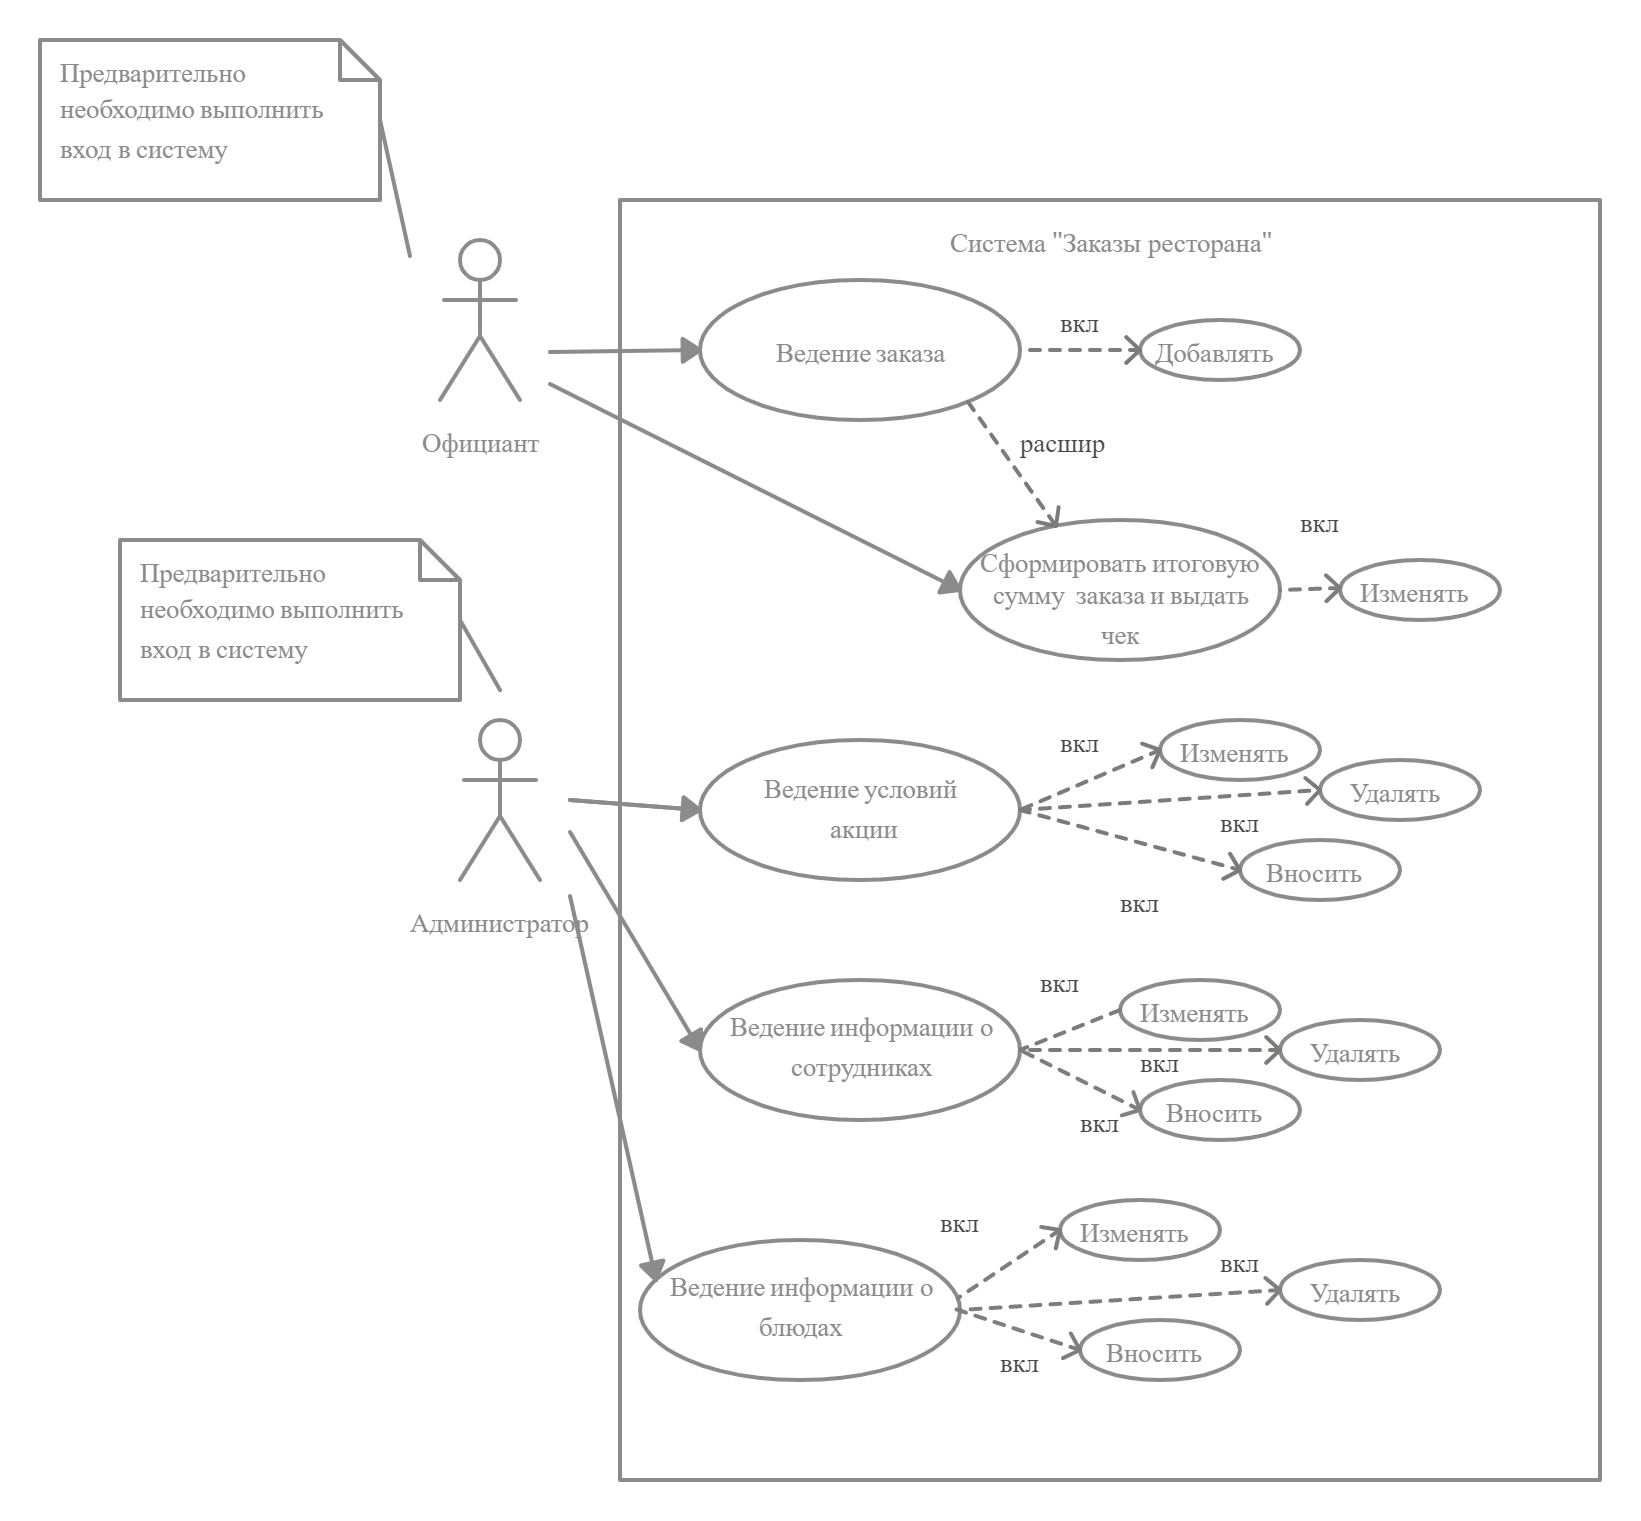 Предварительно
необходимо выполнить
вход в систему
Система "Заказы ресторана"
Ведение заказа
вкл
Добавлять
Официант
расшир
Сформировать итоговую
сумму  заказа и выдать
чек
вкл
Изменять
Предварительно
необходимо выполнить
вход в систему
Администратор
Ведение условий
акции
вкл
Изменять
Удалять
вкл
Вносить
вкл
Ведение информации о
сотрудниках
вкл
Изменять
Удалять
вкл
Вносить
вкл
Ведение информации о
блюдах
вкл
Изменять
вкл
Удалять
Вносить
вкл